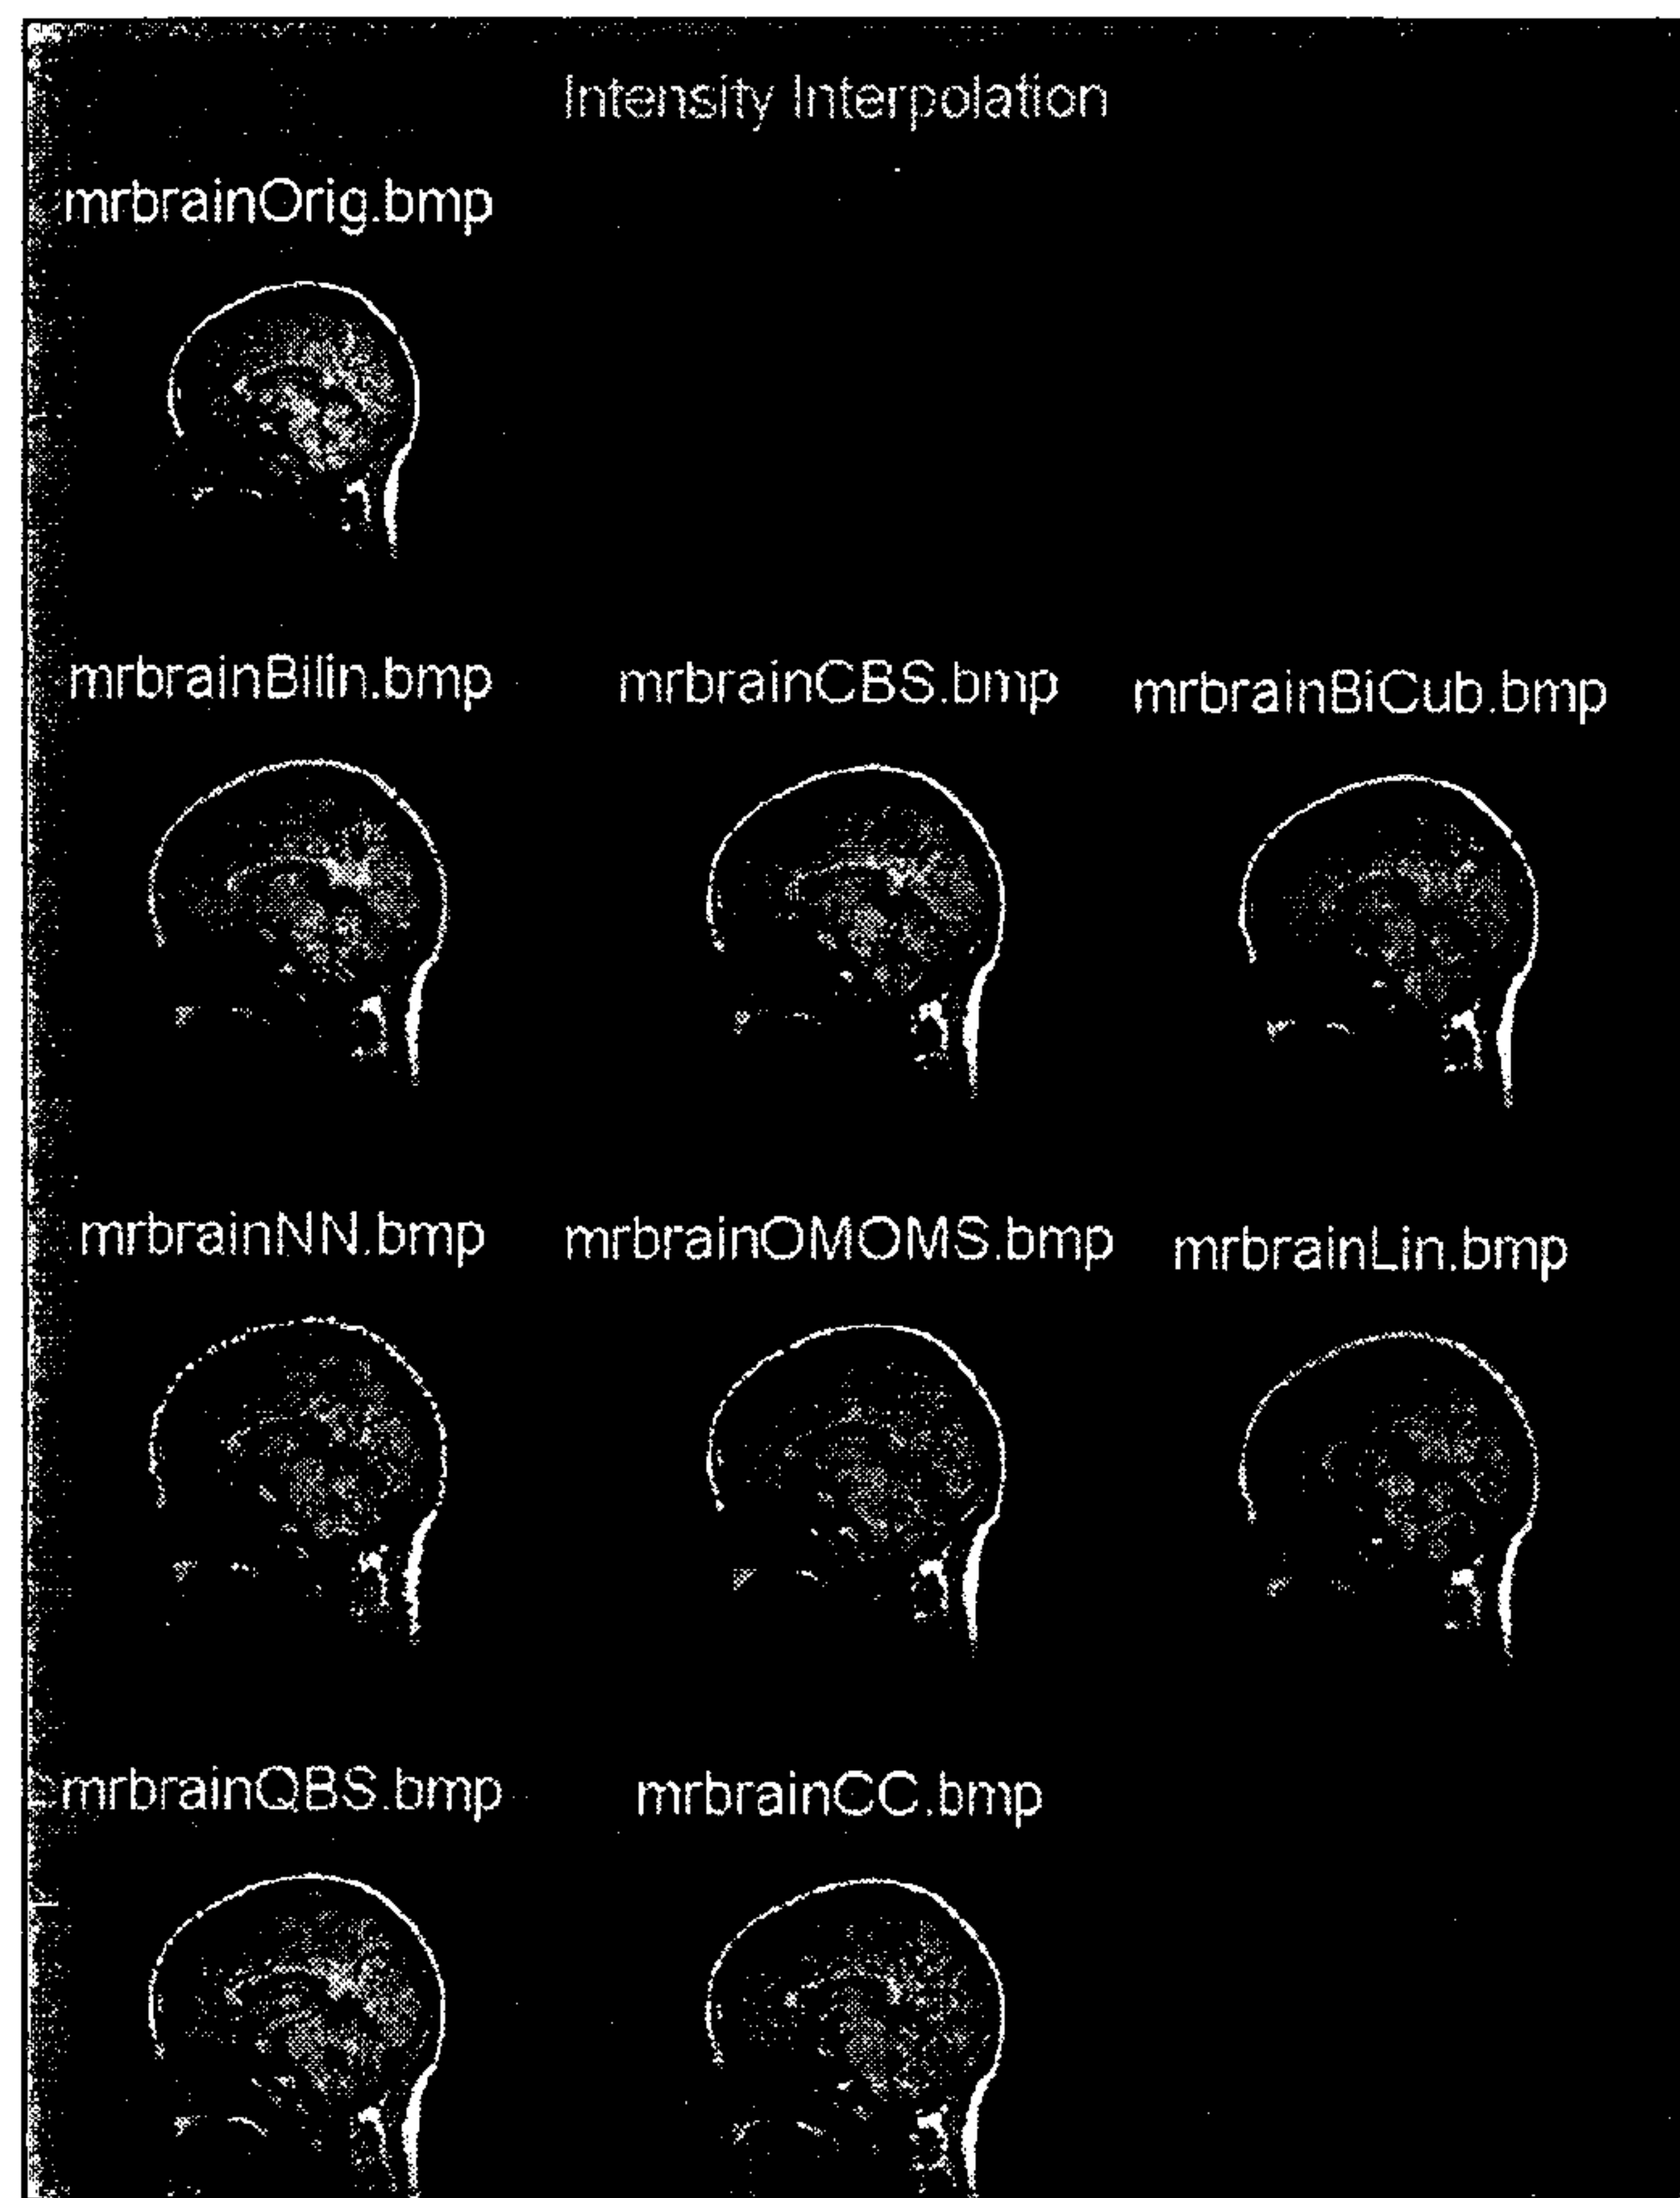 Intensity Interpolation
mrbrainOrig.bmp
mrbrainBilin.bmp mrbrainCBS.bmp mrbrainBiCub.bmp
mrbrainNN.bmp mrbrainOMOMS.bmp mrbrainLin.bmp
mrbrainQBS.bmp mrbrainCC.bmp